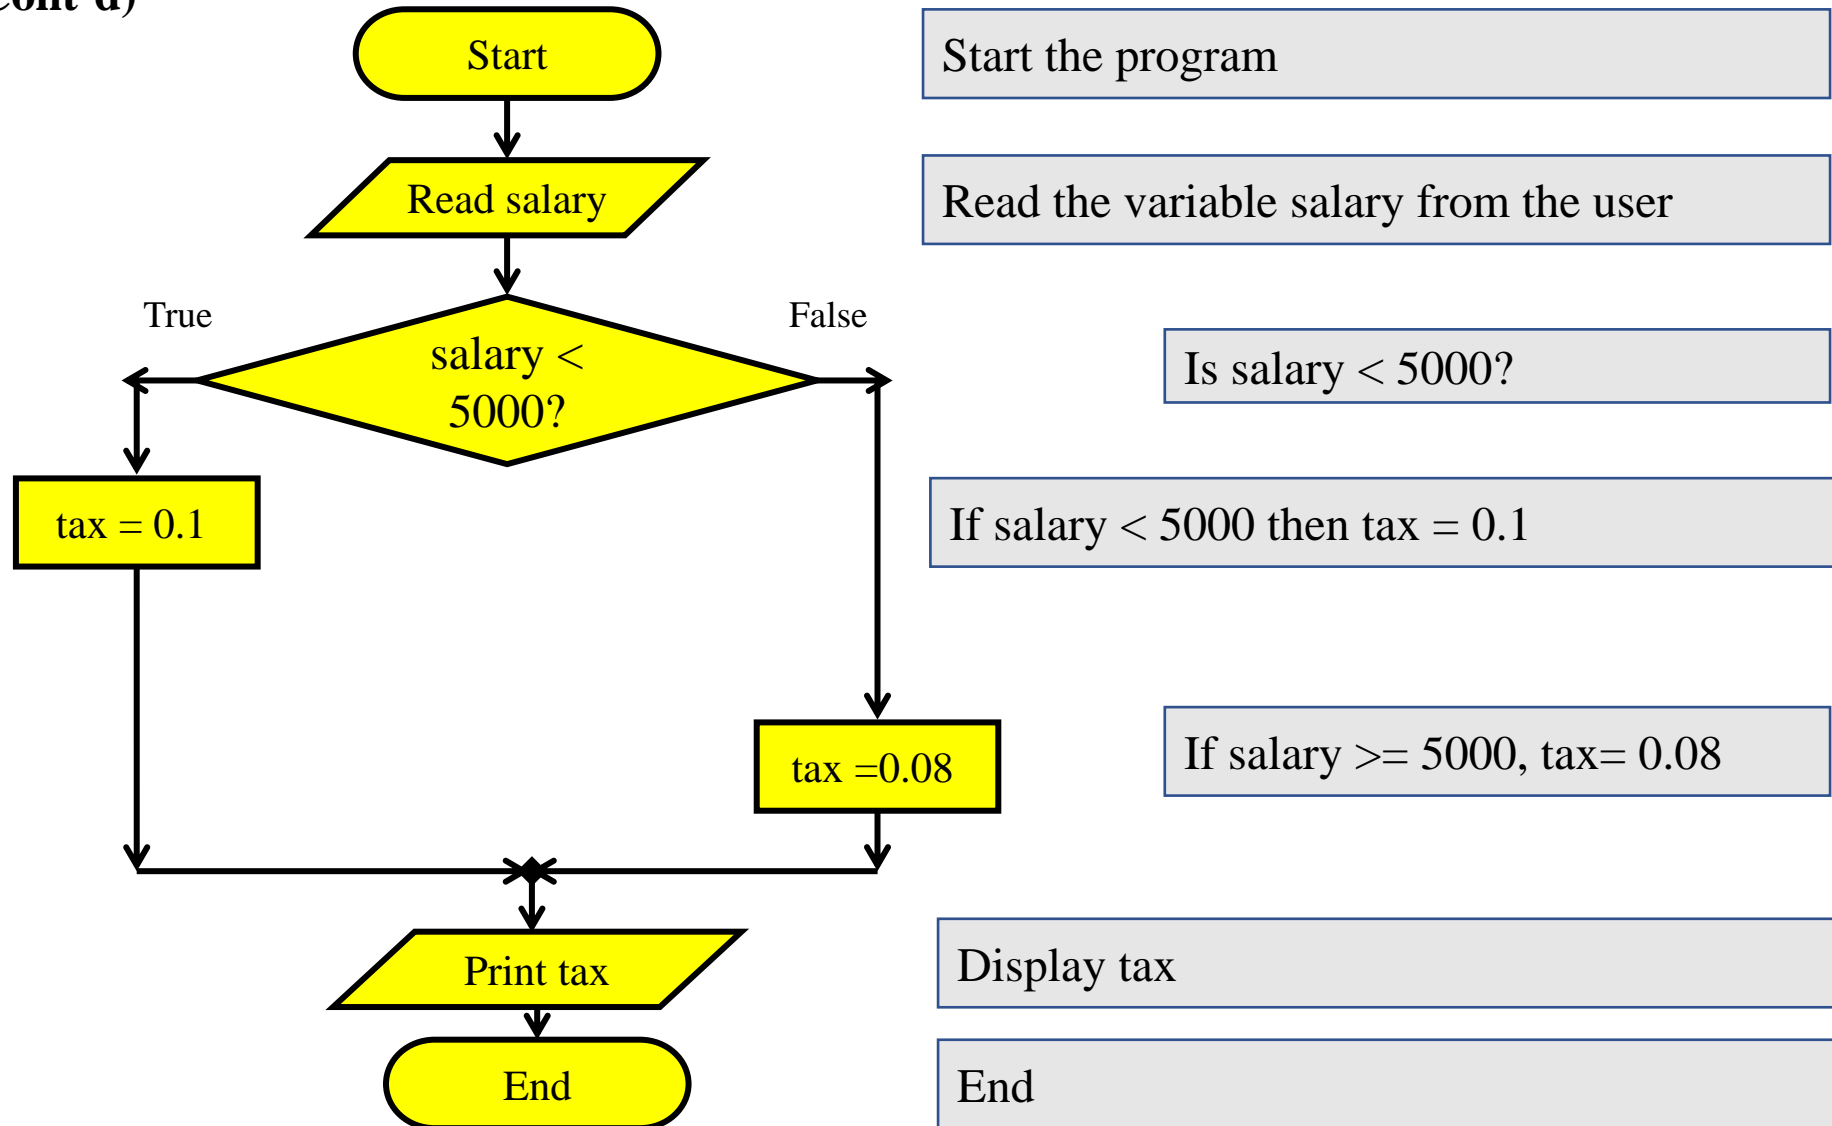 Start
Start the program
Read salary
Read the variable salary from the user
True
False
salary <
5000?
Is salary < 5000?
tax = 0.1
If salary < 5000 then tax = 0.1
tax =0.08
If salary >= 5000, tax= 0.08
Print tax
Display tax
End
End